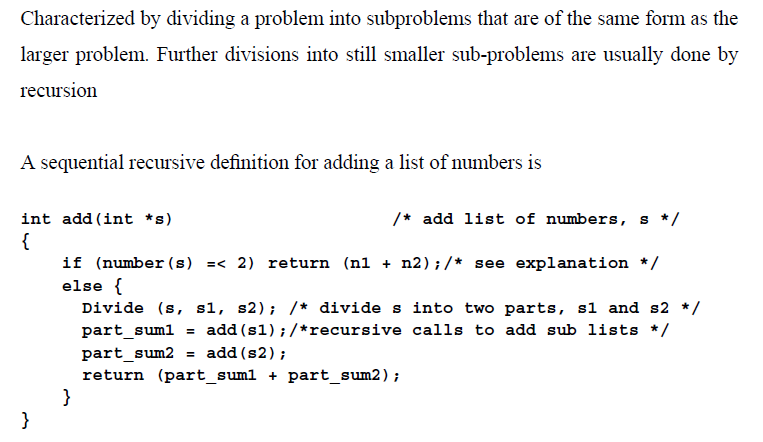 Characterized by dividing a problem into subproblems that are of the same form as the
larger problem. Further divisions into still smaller sub-problems are usually done by
recursion
A sequential recursive definition for adding a list of numbers is
int add(int *s) /* add list of numbers, s */
{
if (number(s) =< 2) return (n1 + n2);/* see explanation */
else {
Divide (s, s1, s2); /* divide s into two parts, s1 and s2 */
part_sum1 = add(s1);/*recursive calls to add sub lists */
part_sum2 = add(s2);
return (part_sum1 + part_sum2);
}
}